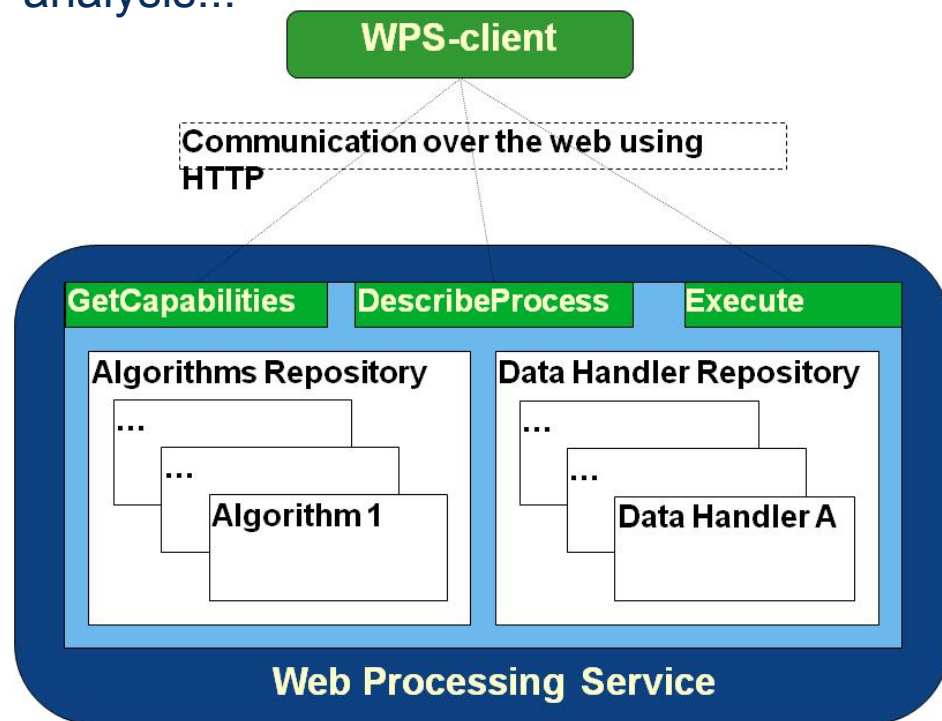 analysis...
WPS-client
Communication over the web using
HTTP
GetCapabilities
DescribeProcess
Execute
Algorithms Repository
...
...
Algorithm 1
Data Handler Repository
...
...
Data Handler A
Web Processing Service